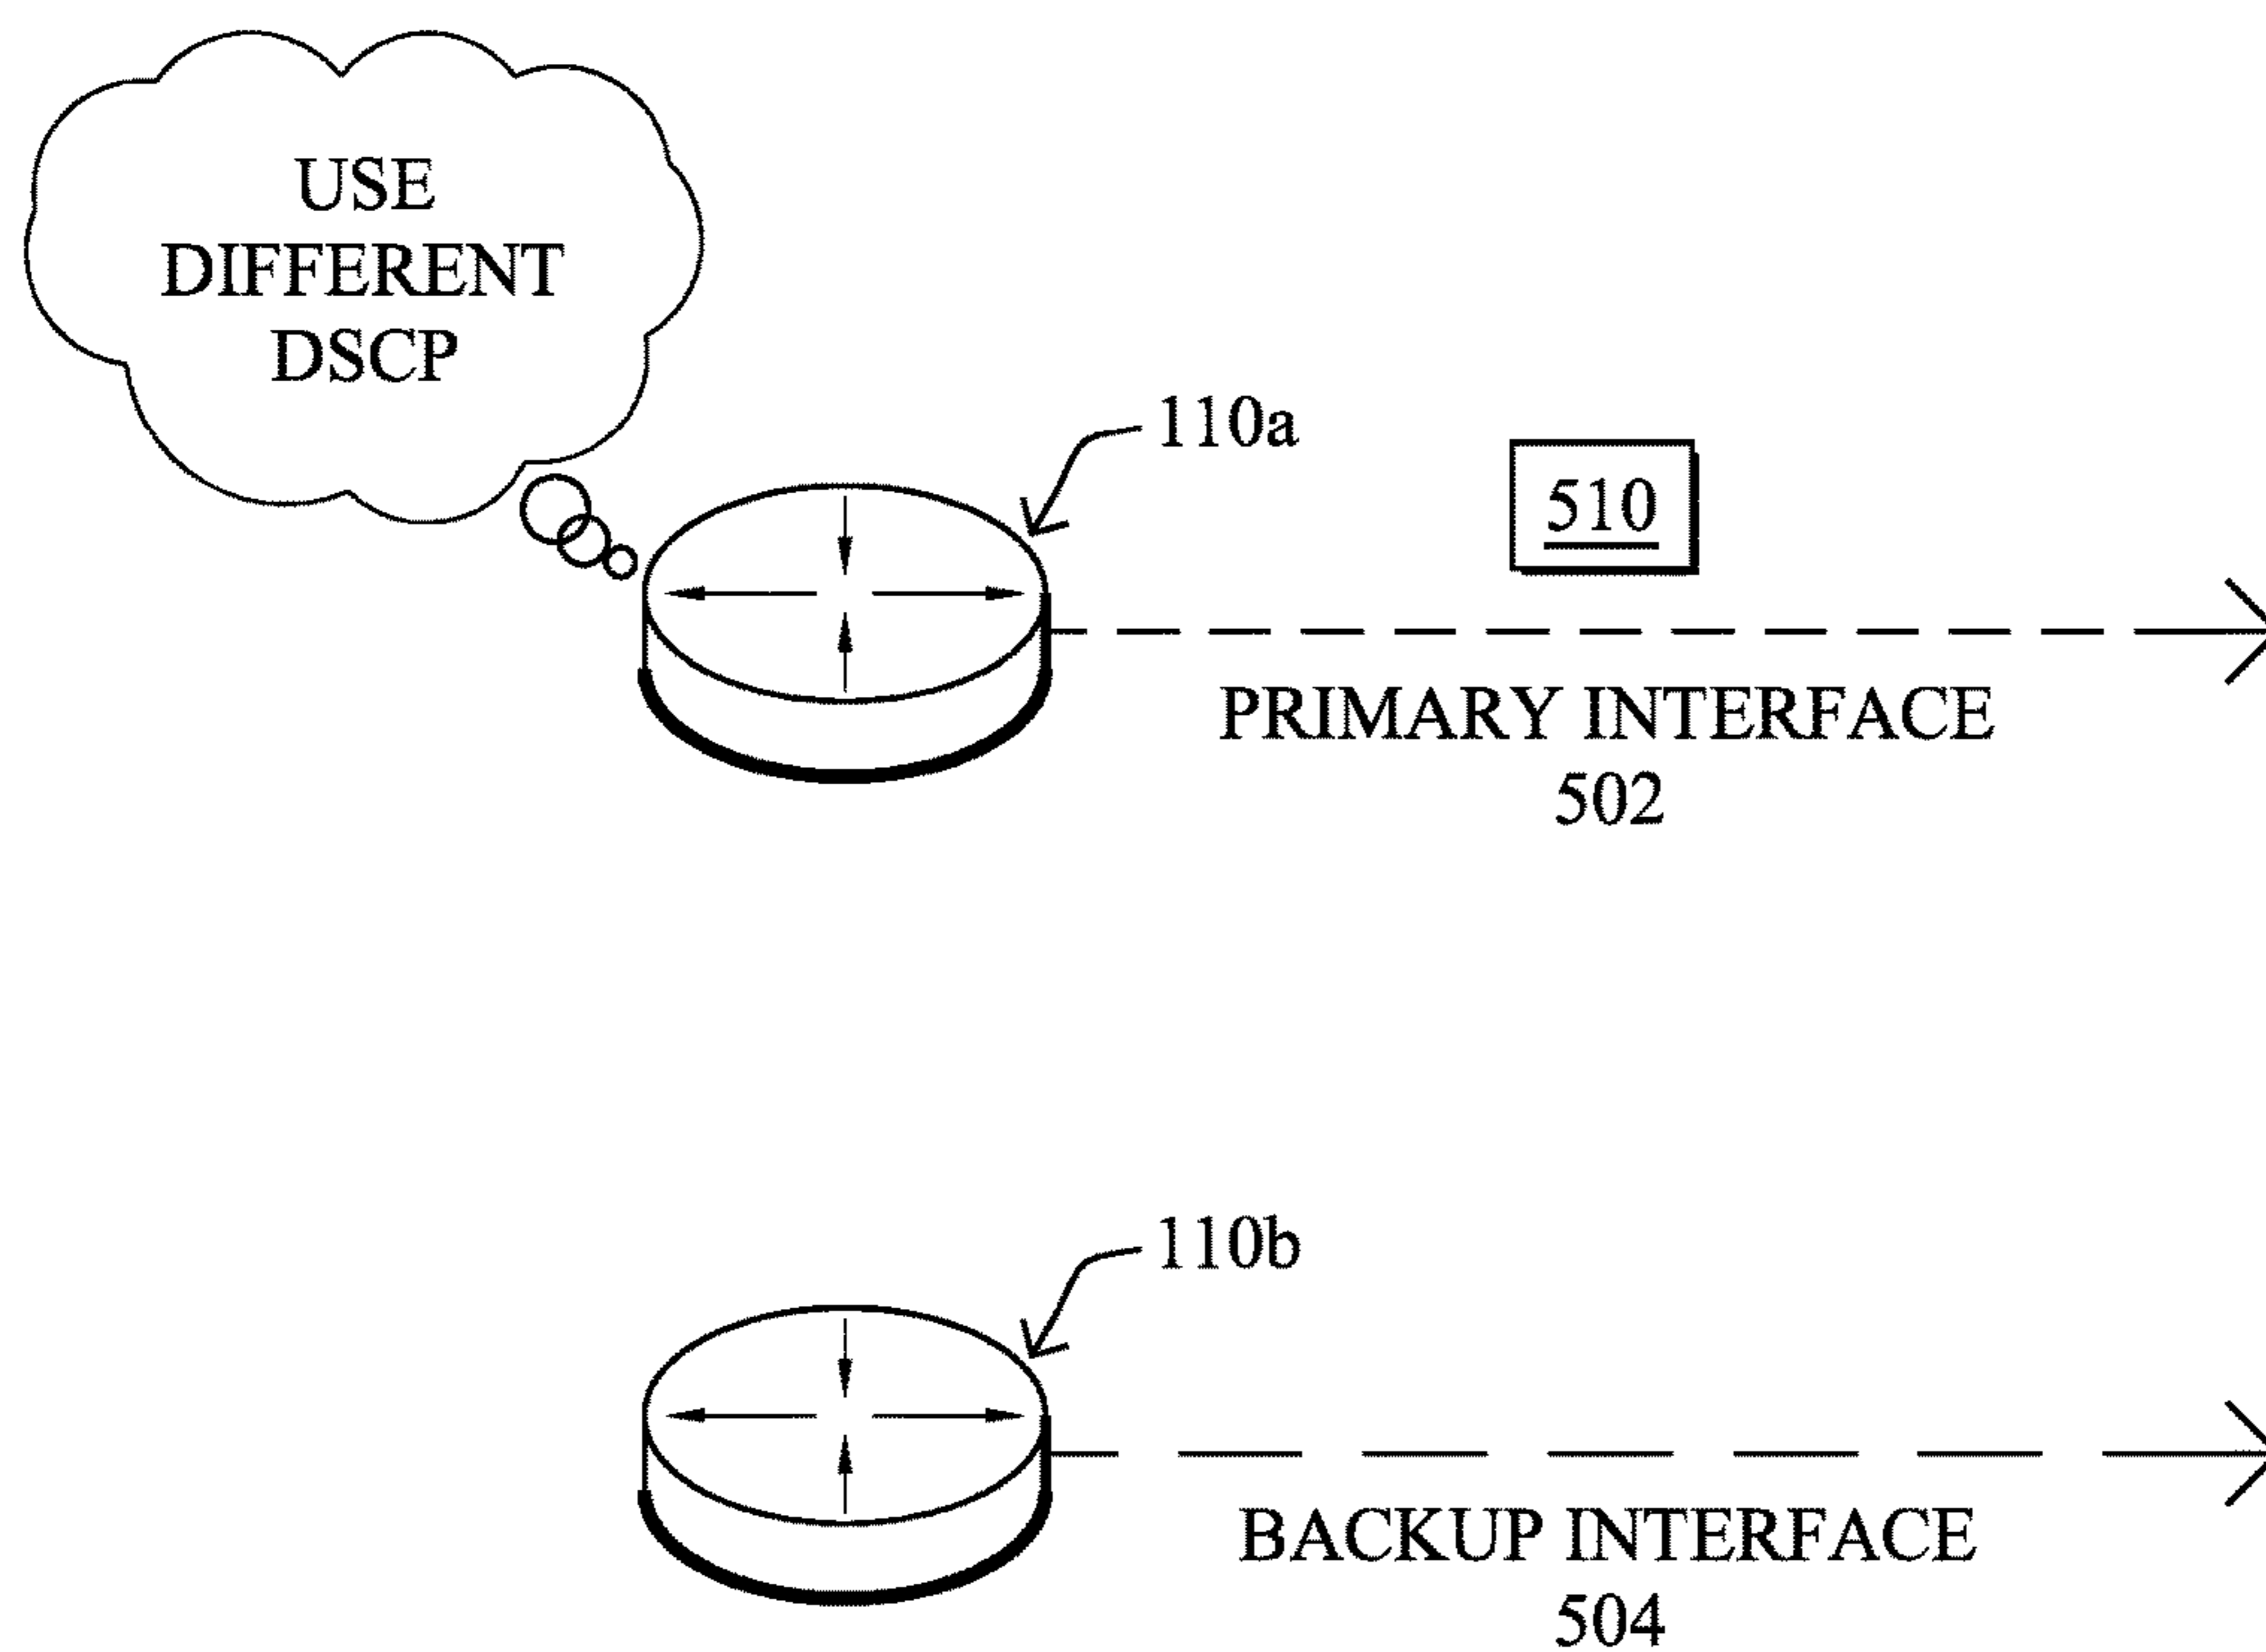 USE
DIFFERENT
DSCP
110a
510
PRIMARY INTERFACE
502
110b
BACKUP INTERFACE
504